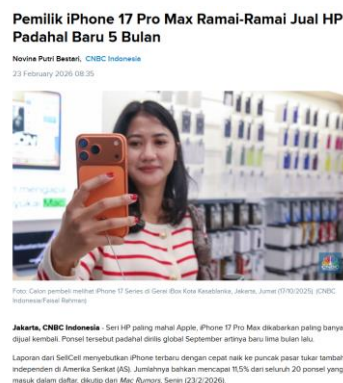 Pemilik iPhone 17 Pro Max Ramai-Ramai Jual HP
Padahal Baru 5 Bulan
Novina Putri Bestari, CNBC Indonesia
23 February 2026 08:35
Foto: Calon pembeli melihat iPhone 17 Series di Gerai iBox Kota Kasablanka, Jakarta, Jumat (17/10/2025). (CNBC
Indonesia/Faisal Rahman)
Jakarta, CNBC Indonesia - Seri HP paling mahal Apple, iPhone 17 Pro Max dikabarkan paling banya
dijual kembali. Ponsel tersebut padahal dirilis global September artinya baru lima bulan lalu.
Laporan dari SellCell menyebutkan iPhone terbaru dengan cepat naik ke puncak pasar tukar tambah
independen di Amerika Serikat (AS). Jumlahnya bahkan mencapai 11,5% dari seluruh 20 ponsel yang
masuk dalam daftar, dikutip dari Mac Rumors, Senin (23/2/2026).